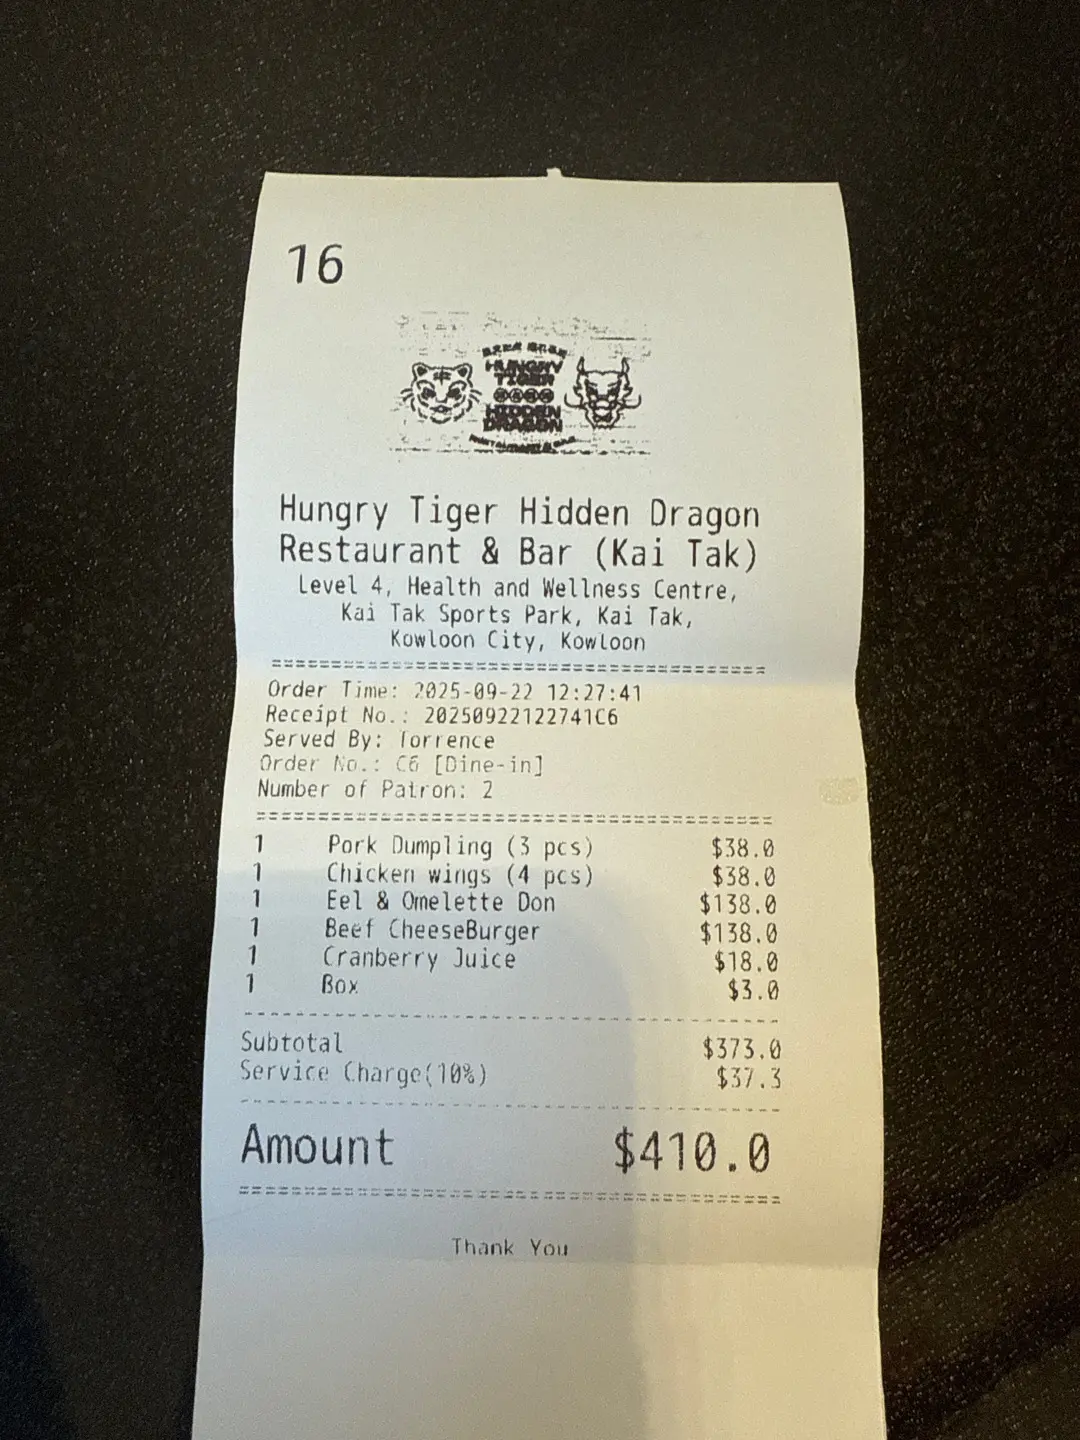 16
HUNGRY
TIGER
HIDDEN
DRAGON
Hungry Tiger Hidden Dragon
Restaurant & Bar (Kai Tak)
Level 4, Health and Wellness Centre,
Kai Tak Sports Park, Kai Tak,
Kowloon City, Kowloon
Order Time: 2025-09-22 12:27:41
Receipt No.: 20250922122741C6
Served By: Torrence
Order No.: C6 [Dine-in]
Number of Patron: 2
1 Pork Dumpling (3 pcs) $38.0
1 Chicken wings (4 pcs) $38.0
1 Eel & Omelette Don $138.0
1 Beef CheeseBurger $138.0
1 Cranberry Juice $18.0
1 Box $3.0
Subtotal $373.0
Service Charge(10%) $37.3
Amount $410.0
Thank You